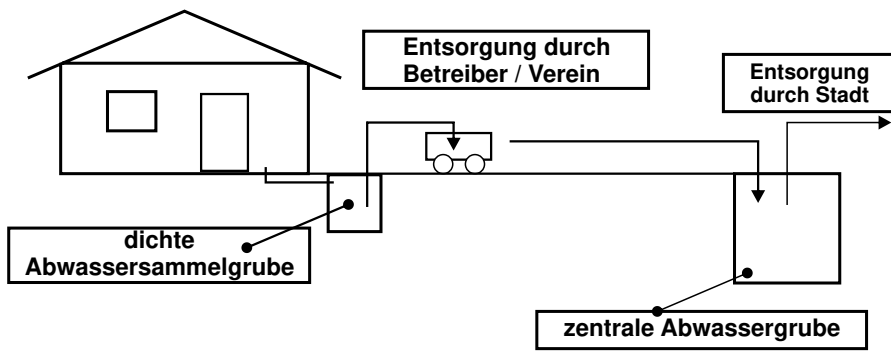 Entsorgung durch
Betreiber / Verein
Entsorgung
durch Stadt
dichte
Abwassersammelgrube
zentrale Abwassergrube